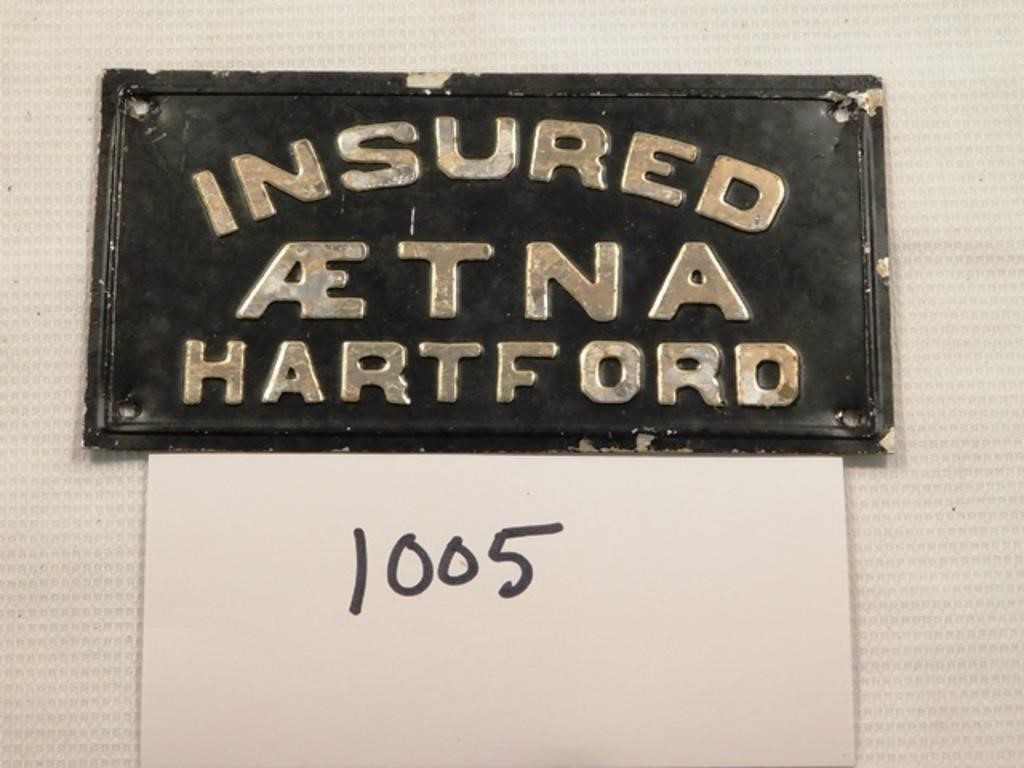 INSURED
ÆTNA
HARTFORD
1005